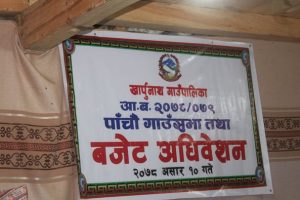 खार्पुनाथ गाउँपालिका
आ.ब. २०७८/०७९
पाँचौ गाउँसभा तथा
बजेट अधिवेशन
२०७८ असार १० गते